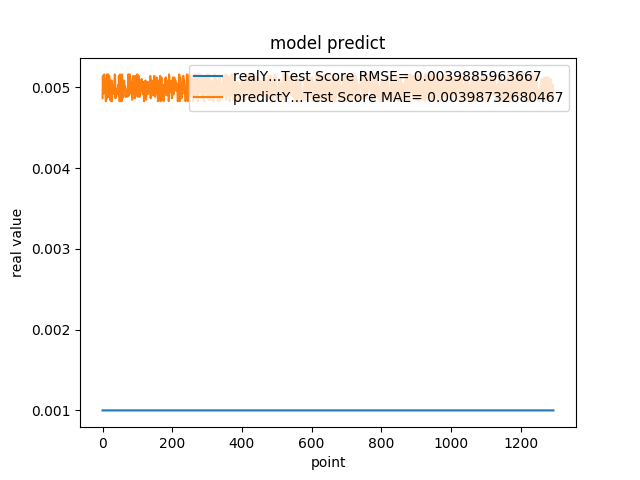 model predict
realY...Test Score RMSE= 0.0039885963667
predictY...Test Score MAE= 0.00398732680467
0.005
0.004
0.003
0.002
0.001
real value
0 200 400 600 800 1000 1200
point